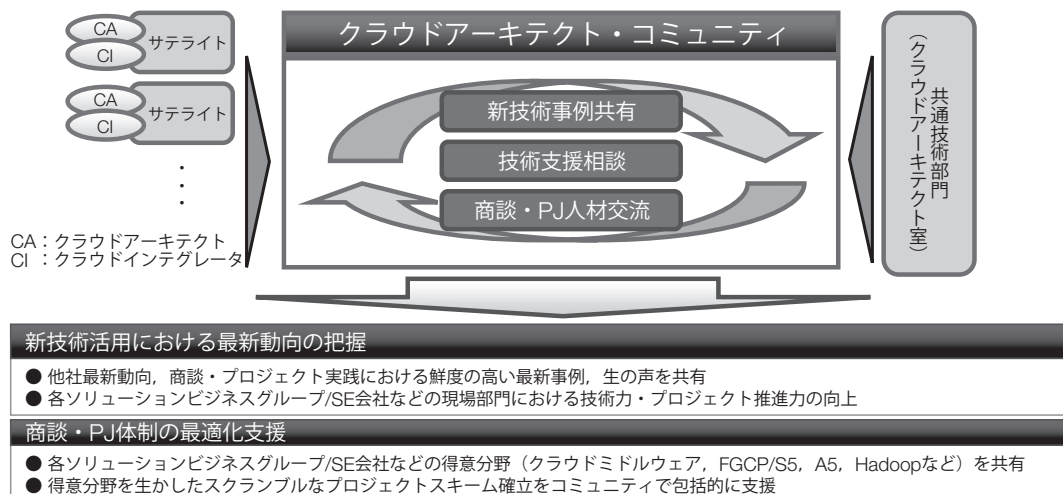 CA
CI
サテライト
CA
CI
サテライト
・
・
・
CA：クラウドアーキテクト
CI ：クラウドインテグレータ
クラウドアーキテクト・コミュニティ
新技術事例共有
技術支援相談
商談・PJ人材交流
共通技術部門
（クラウドアーキテクト室）
新技術活用における最新動向の把握
● 他社最新動向，商談・プロジェクト実践における鮮度の高い最新事例，生の声を共有
● 各ソリューションビジネスグループ/SE会社などの現場部門における技術力・プロジェクト推進力の向上
商談・PJ体制の最適化支援
● 各ソリューションビジネスグループ/SE会社などの得意分野（クラウドミドルウェア，FGCP/S5，A5，Hadoopなど）を共有
● 得意分野を生かしたスクランブルなプロジェクトスキーム確立をコミュニティで包括的に支援